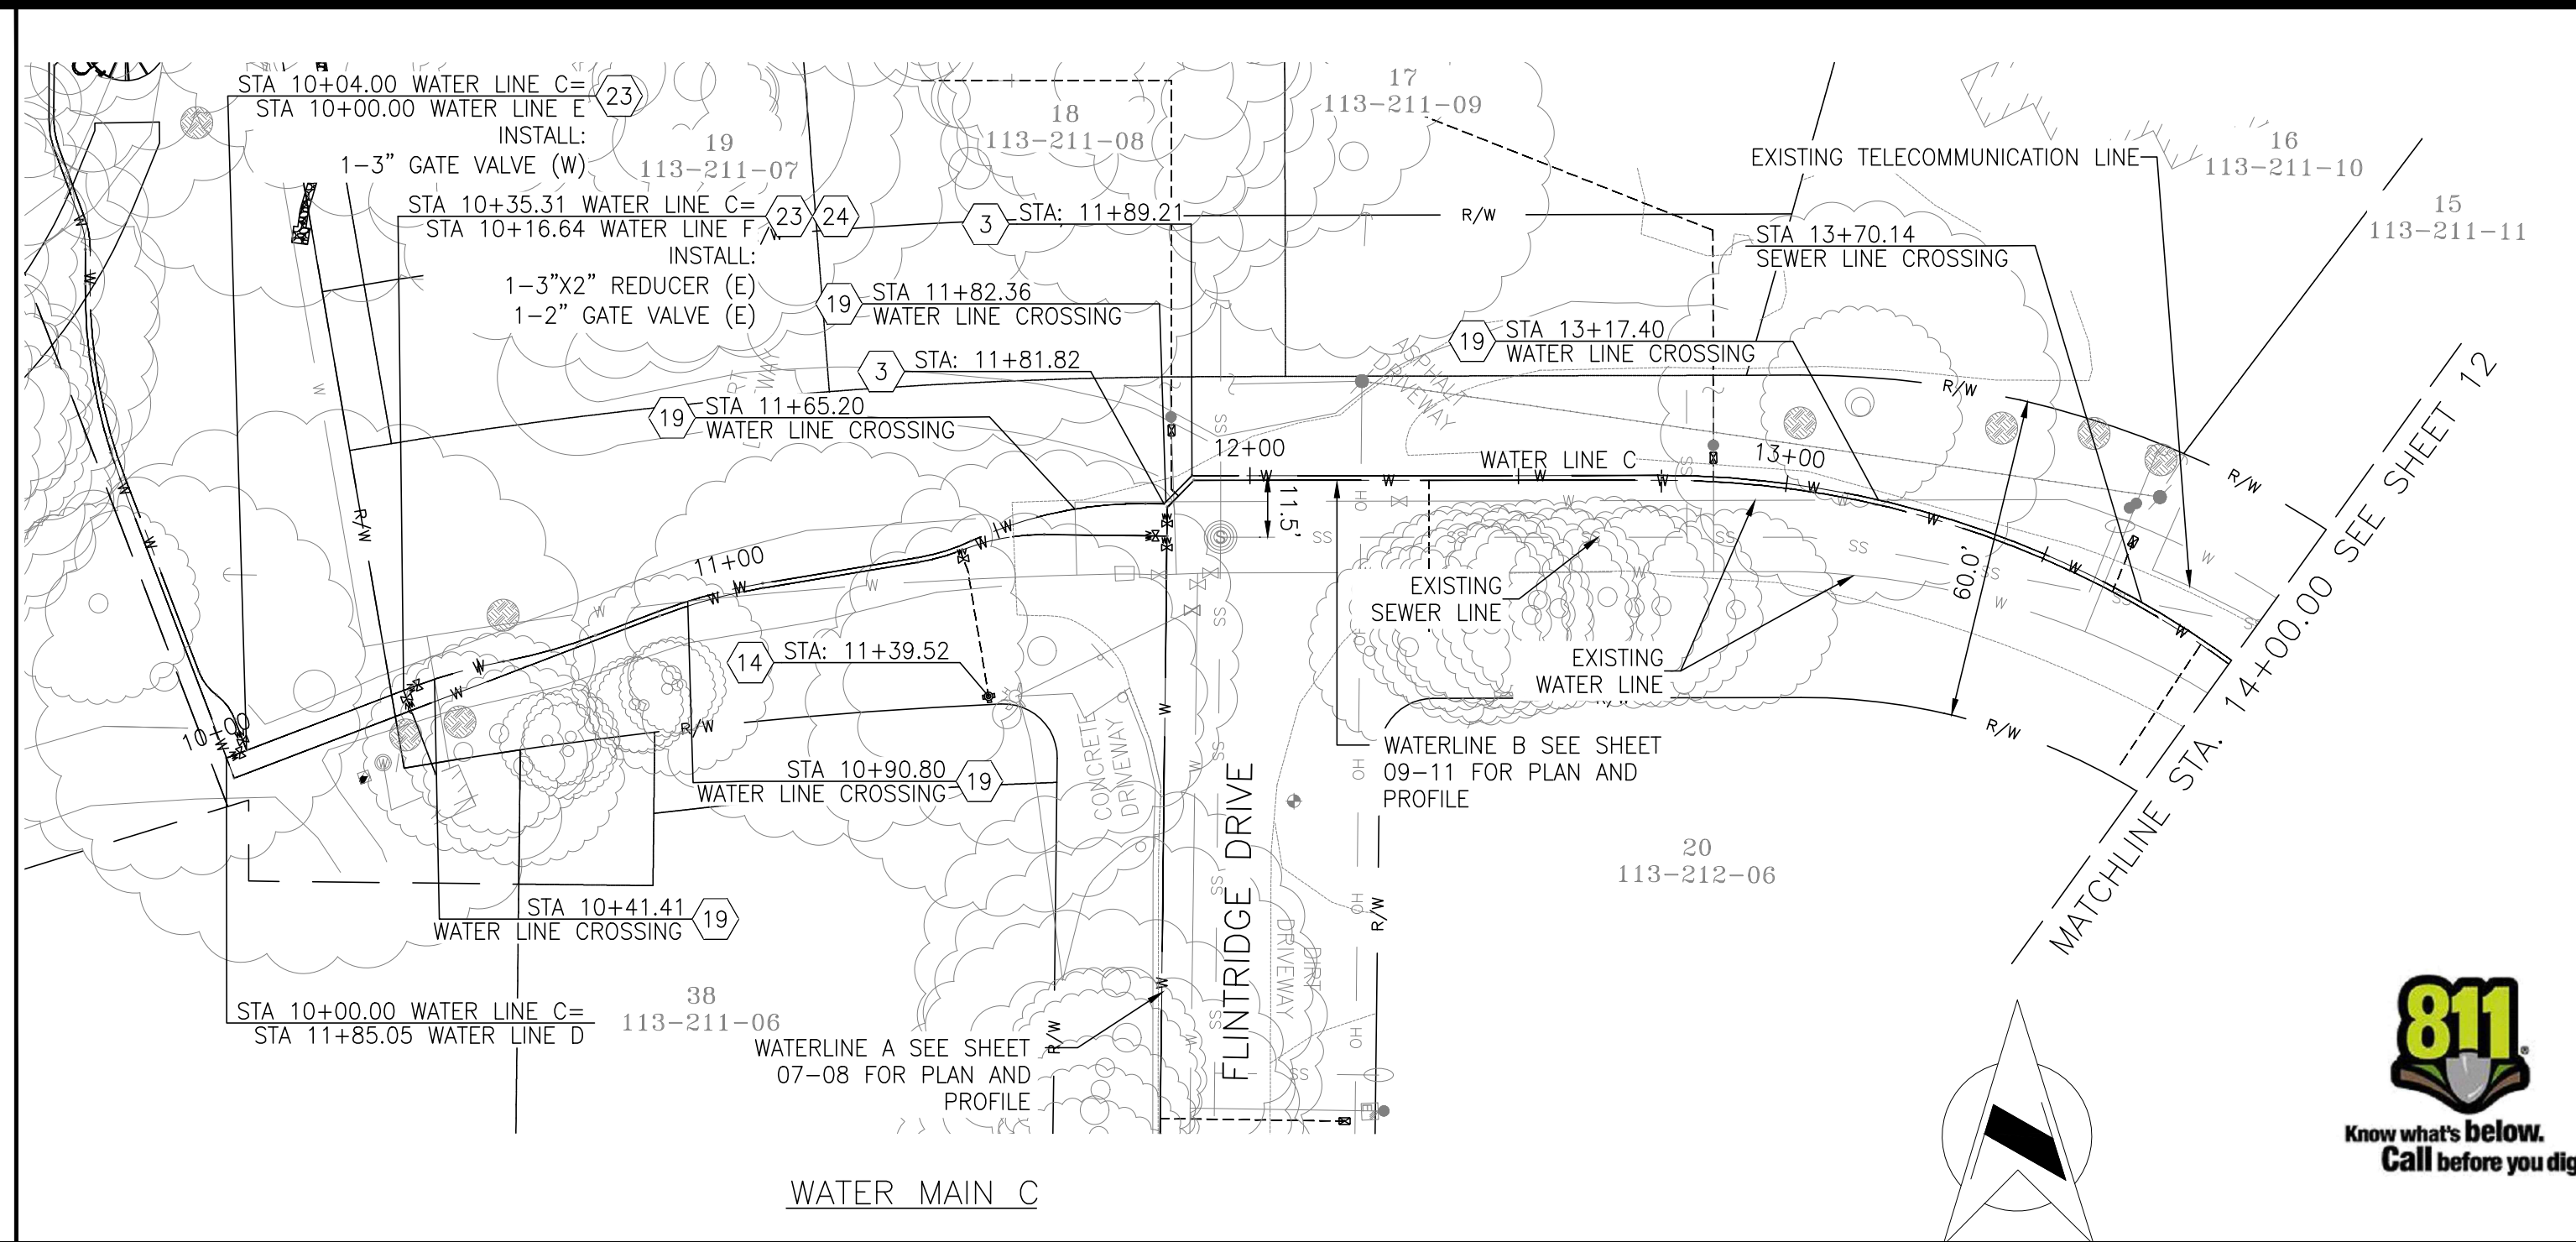 STA 10+04.00 WATER LINE C=
23
STA 10+00.00 WATER LINE E
INSTALL:
1-3" GATE VALVE (W)
19
113-211-07
18
113-211-08
17
113-211-09
EXISTING TELECOMMUNICATION LINE
16
113-211-10
15
113-211-11
STA 10+35.31 WATER LINE C=
23
24
STA 10+16.64 WATER LINE F
INSTALL:
1-3"X2" REDUCER (E)
1-2" GATE VALVE (E)
3
STA: 11+89.21
R/W
STA 13+70.14
SEWER LINE CROSSING
19
STA 11+82.36
WATER LINE CROSSING
19
STA 13+17.40
WATER LINE CROSSING
3
STA: 11+81.82
ASPHALT
DRIVEWAY
R/W
19
STA 11+65.20
WATER LINE CROSSING
12+00
WATER LINE C
13+00
R/W
R/W
11.5'
11+00
60.0'
EXISTING
SEWER LINE
EXISTING
WATER LINE
14
STA: 11+39.52
10+00
R/W
R/W
R/W
MATCHLINE STA. 14+00.00 SEE SHEET 12
CONCRETE
DRIVEWAY
STA 10+90.80
19
WATER LINE CROSSING
WATERLINE B SEE SHEET
09-11 FOR PLAN AND
PROFILE
FLINTRIDGE DRIVE
20
113-212-06
STA 10+41.41
19
WATER LINE CROSSING
DIRT
DRIVEWAY
R/W
STA 10+00.00 WATER LINE C=
STA 11+85.05 WATER LINE D
38
113-211-06
WATERLINE A SEE SHEET
07-08 FOR PLAN AND
PROFILE
R/W
811
Know what's below.
Call before you dig
WATER MAIN C